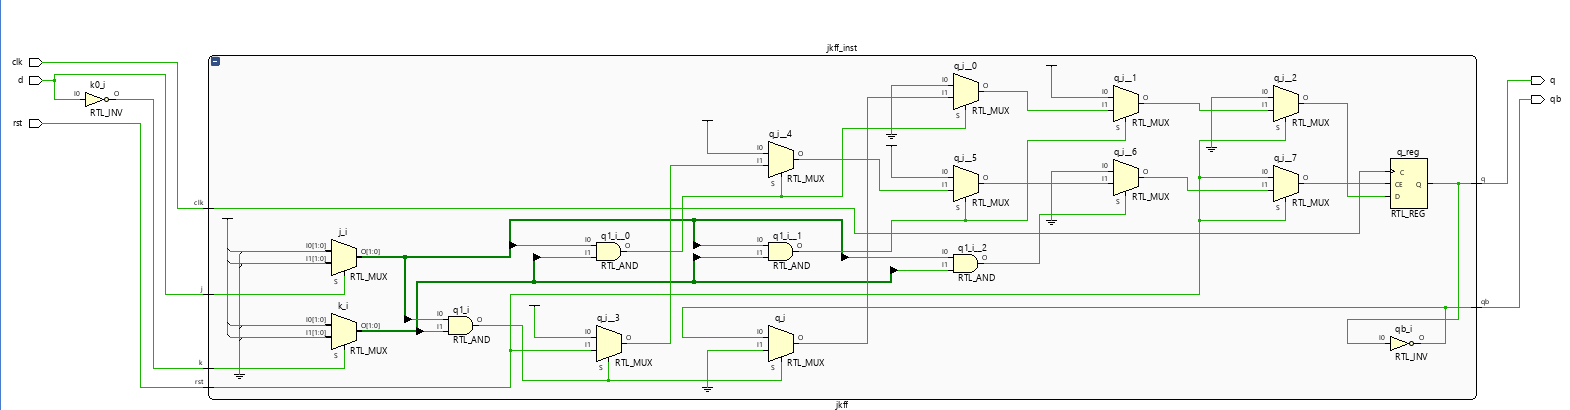 jkff_inst
clk
d
k0_i
I0
O
RTL_INV
rst
q
qb
q_i__0
I0
I1
O
S
RTL_MUX
q_i__1
I0
I1
O
S
RTL_MUX
q_i__2
I0
I1
O
S
RTL_MUX
q_i__4
I0
I1
O
S
RTL_MUX
q_i__5
I0
I1
O
S
RTL_MUX
q_i__6
I0
I1
O
S
RTL_MUX
q_i__7
I0
I1
O
S
RTL_MUX
q_reg
C
CE
D
Q
RTL_REG
q
clk
j_i
I0[1:0]
I1[1:0]
O[1:0]
S
RTL_MUX
q1_i__0
I0
I1
O
RTL_AND
q1_i__1
I0
I1
O
RTL_AND
q1_i__2
I0
I1
O
RTL_AND
j
k_i
I0[1:0]
I1[1:0]
O[1:0]
S
RTL_MUX
q1_i
I0
I1
O
RTL_AND
q_i__3
I0
I1
O
S
RTL_MUX
q_i
I0
I1
O
S
RTL_MUX
qb
qb_i
I0
O
RTL_INV
k
rst
jkff